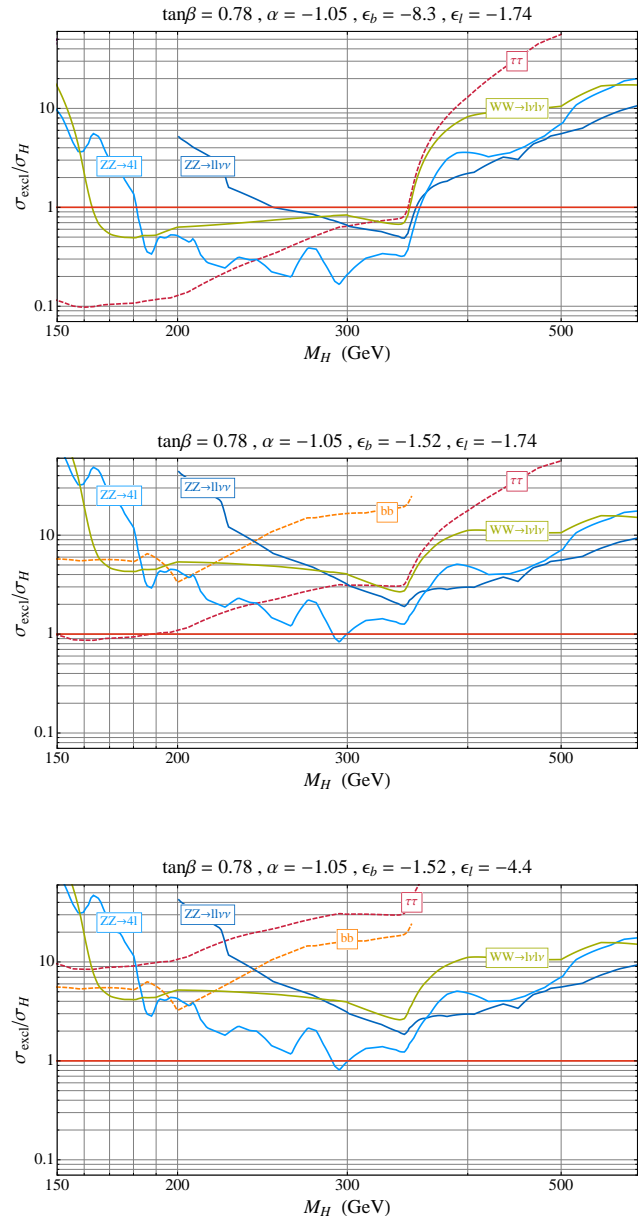 tanβ = 0.78 , α = −1.05 , ϵb = −8.3 , ϵl = −1.74
ττ
WW→lνlν
ZZ→4l
ZZ→llνν
10
1
0.1
σexcl/σH
150 200 300 500
MH (GeV)
tanβ = 0.78 , α = −1.05 , ϵb = −1.52 , ϵl = −1.74
ττ
ZZ→4l
ZZ→llνν
bb
WW→lνlν
10
1
0.1
σexcl/σH
150 200 300 500
MH (GeV)
tanβ = 0.78 , α = −1.05 , ϵb = −1.52 , ϵl = −4.4
ττ
ZZ→4l
ZZ→llνν
bb
WW→lνlν
10
1
0.1
σexcl/σH
150 200 300 500
MH (GeV)